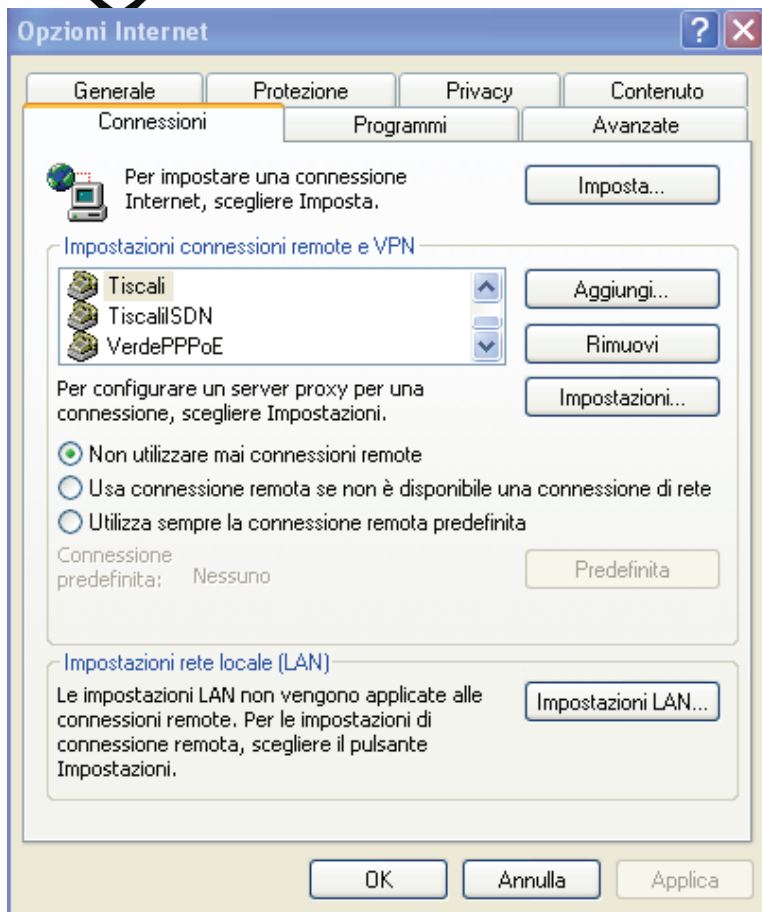 Opzioni Internet
Generale
Protezione
Privacy
Contenuto
Connessioni
Programmi
Avanzate
Per impostare una connessione
Internet, scegliere Imposta.
Imposta...
Impostazioni connessioni remote e VPN
Tiscali
TiscaliISDN
VerdePPPoE
Aggiungi...
Rimuovi
Per configurare un server proxy per una
connessione, scegliere Impostazioni.
Impostazioni...
Non utilizzare mai connessioni remote
Usa connessione remota se non è disponibile una connessione di rete
Utilizza sempre la connessione remota predefinita
Connessione
predefinita:
Nessuno
Predefinita
Impostazioni rete locale (LAN)
Le impostazioni LAN non vengono applicate alle
connessioni remote. Per le impostazioni di
connessione remota, scegliere il pulsante
Impostazioni.
Impostazioni LAN...
OK
Annulla
Applica